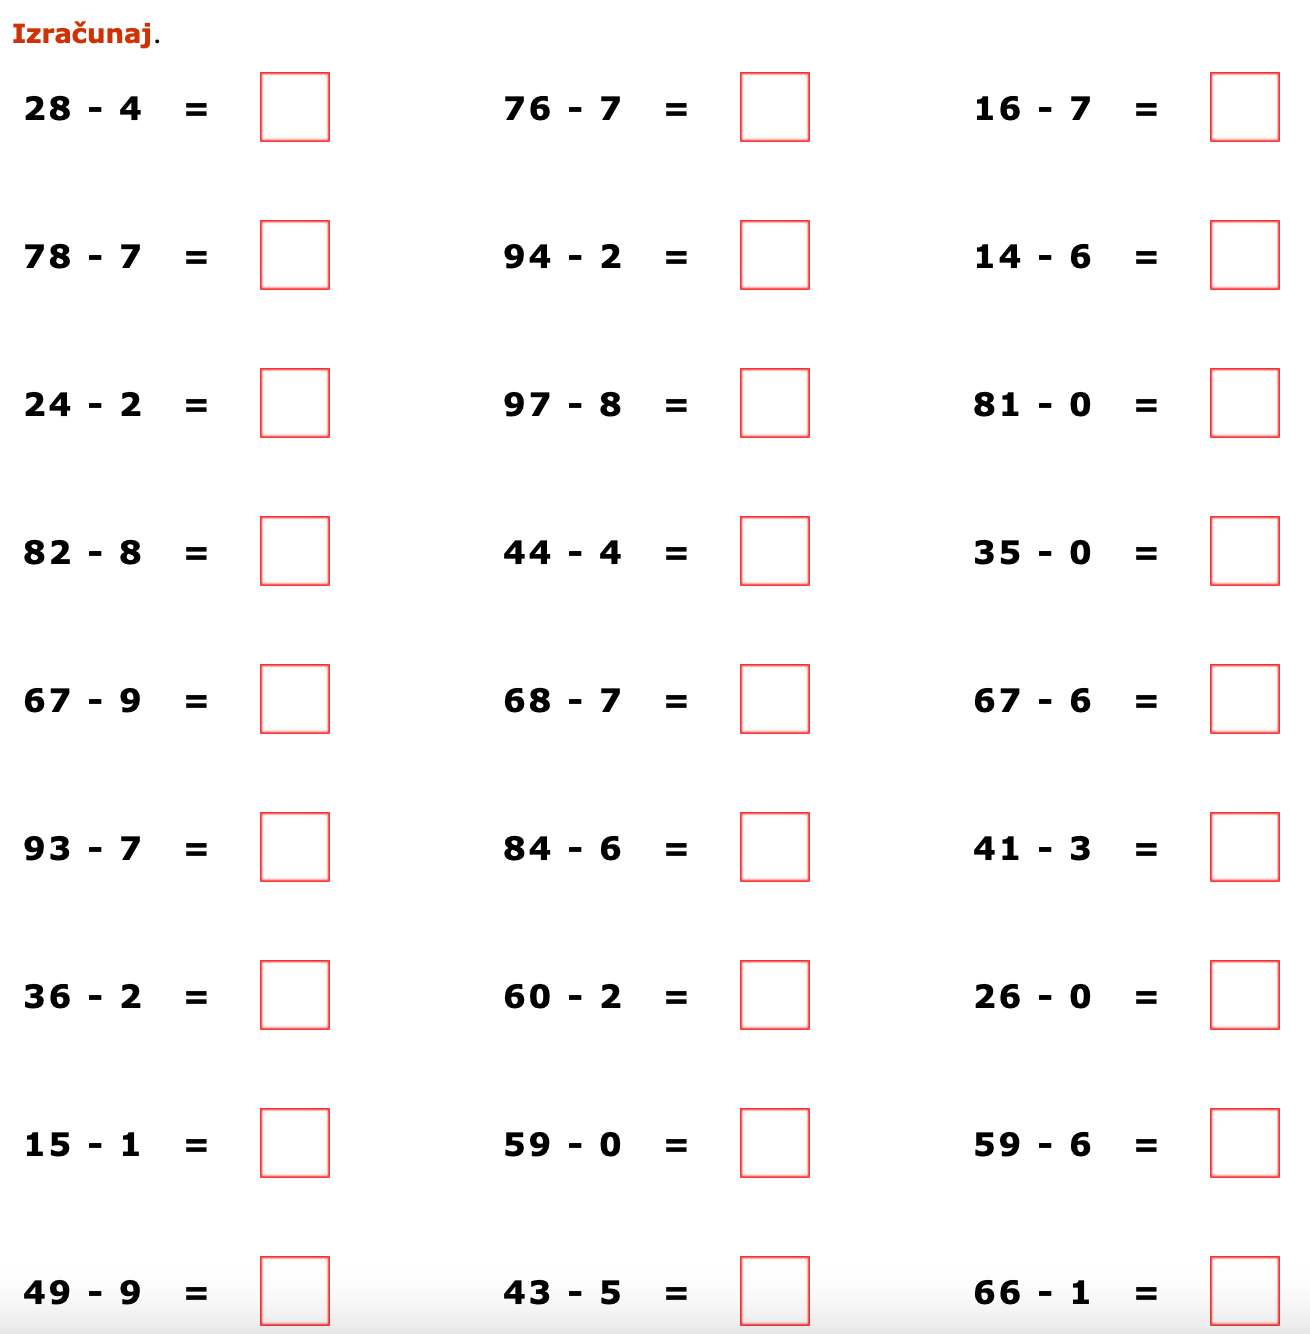 Izračunaj.
28 - 4 = 76 - 7 = 16 - 7 =
78 - 7 = 94 - 2 = 14 - 6 =
24 - 2 = 97 - 8 = 81 - 0 =
82 - 8 = 44 - 4 = 35 - 0 =
67 - 9 = 68 - 7 = 67 - 6 =
93 - 7 = 84 - 6 = 41 - 3 =
36 - 2 = 60 - 2 = 26 - 0 =
15 - 1 = 59 - 0 = 59 - 6 =
49 - 9 = 43 - 5 = 66 - 1 =